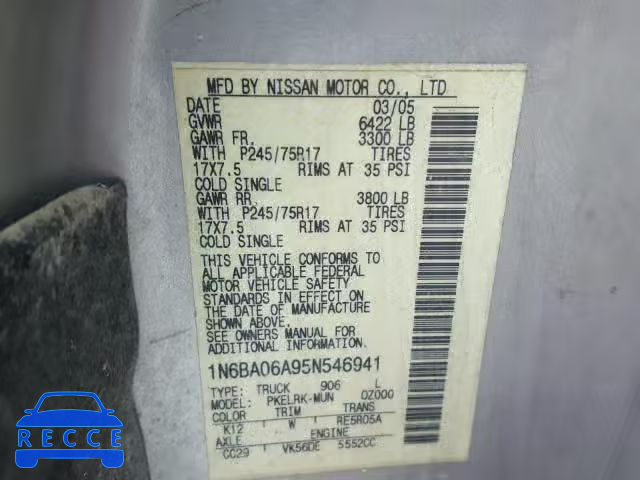 MFD BY NISSAN MOTOR CO., LTD
DATE 03/05
GVWR 6422 LB
GAWR FR. 3300 LB
WITH P245/75R17 TIRES
17X7.5 RIMS AT 35 PSI
COLD SINGLE
GAWR RR. 3800 LB
WITH P245/75R17 TIRES
17X7.5 RIMS AT 35 PSI
COLD SINGLE
THIS VEHICLE CONFORMS TO
ALL APPLICABLE FEDERAL
MOTOR VEHICLE SAFETY
STANDARDS IN EFFECT ON
THE DATE OF MANUFACTURE
SHOWN ABOVE.
SEE OWNERS MANUAL FOR
ADDITIONAL INFORMATION
1N6BA06A95N546941
TYPE: TRUCK 906 L
MODEL: PKELRK-MUN 0Z000
COLOR TRIM TRANS
K12 W RE5R05A
AXLE ENGINE
CC29 VK56DE 5552CC
RECCE